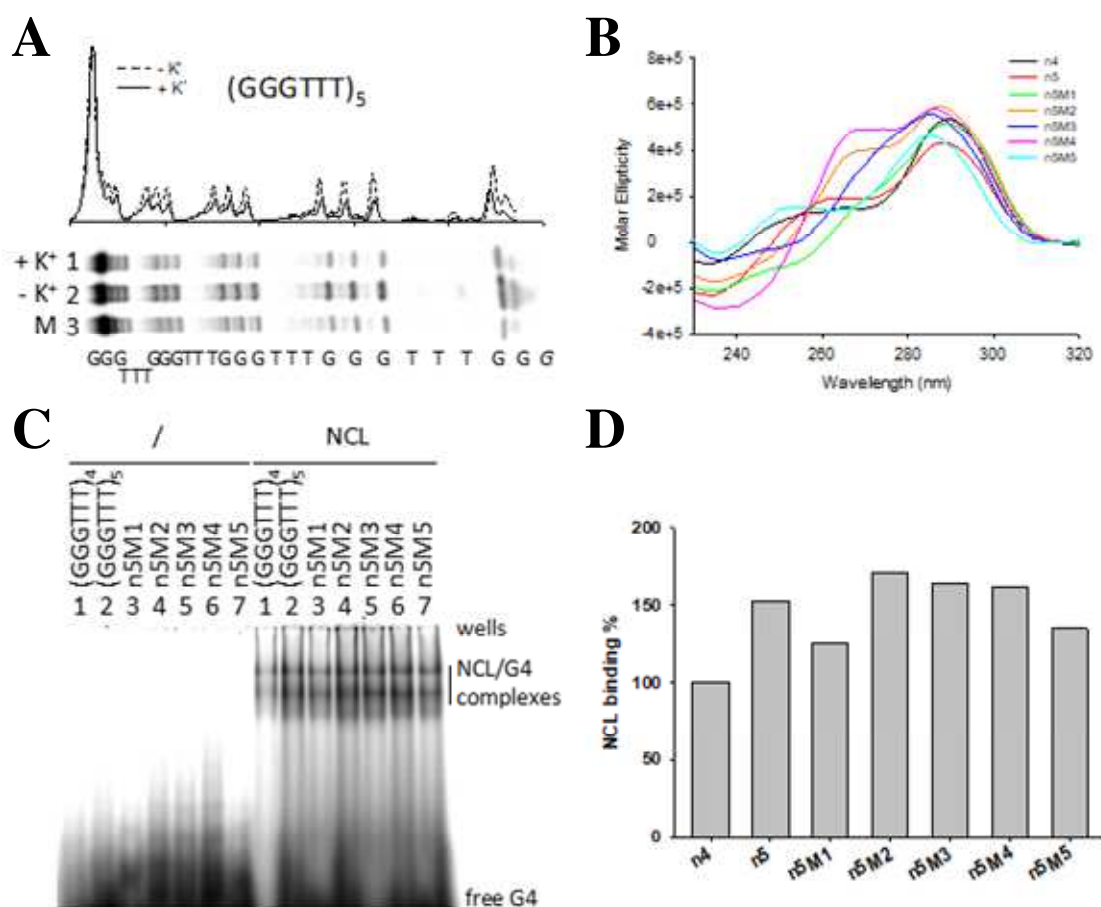 A
- K⁺
+ K⁺
(GGGTTT)5
+ K⁺ 1
- K⁺ 2
M 3
GGG GGGTTTGGG TTTG G G T T T G G G
TTT
B
Molar Ellipticity
8e+5
6e+5
4e+5
2e+5
0
-2e+5
-4e+5
240 260 280 300 320
Wavelength (nm)
n4
n5
n5M1
n5M2
n5M3
n5M4
n5M5
C
/ NCL
(GGGTTT)4 (GGGTTT)5 n5M1 n5M2 n5M3 n5M4 n5M5 (GGGTTT)4 (GGGTTT)5 n5M1 n5M2 n5M3 n5M4 n5M5
1 2 3 4 5 6 7 1 2 3 4 5 6 7
wells
NCL/G4
complexes
free G4
D
NCL binding %
200
150
100
50
0
n4 n5 n5M1 n5M2 n5M3 n5M4 n5M5